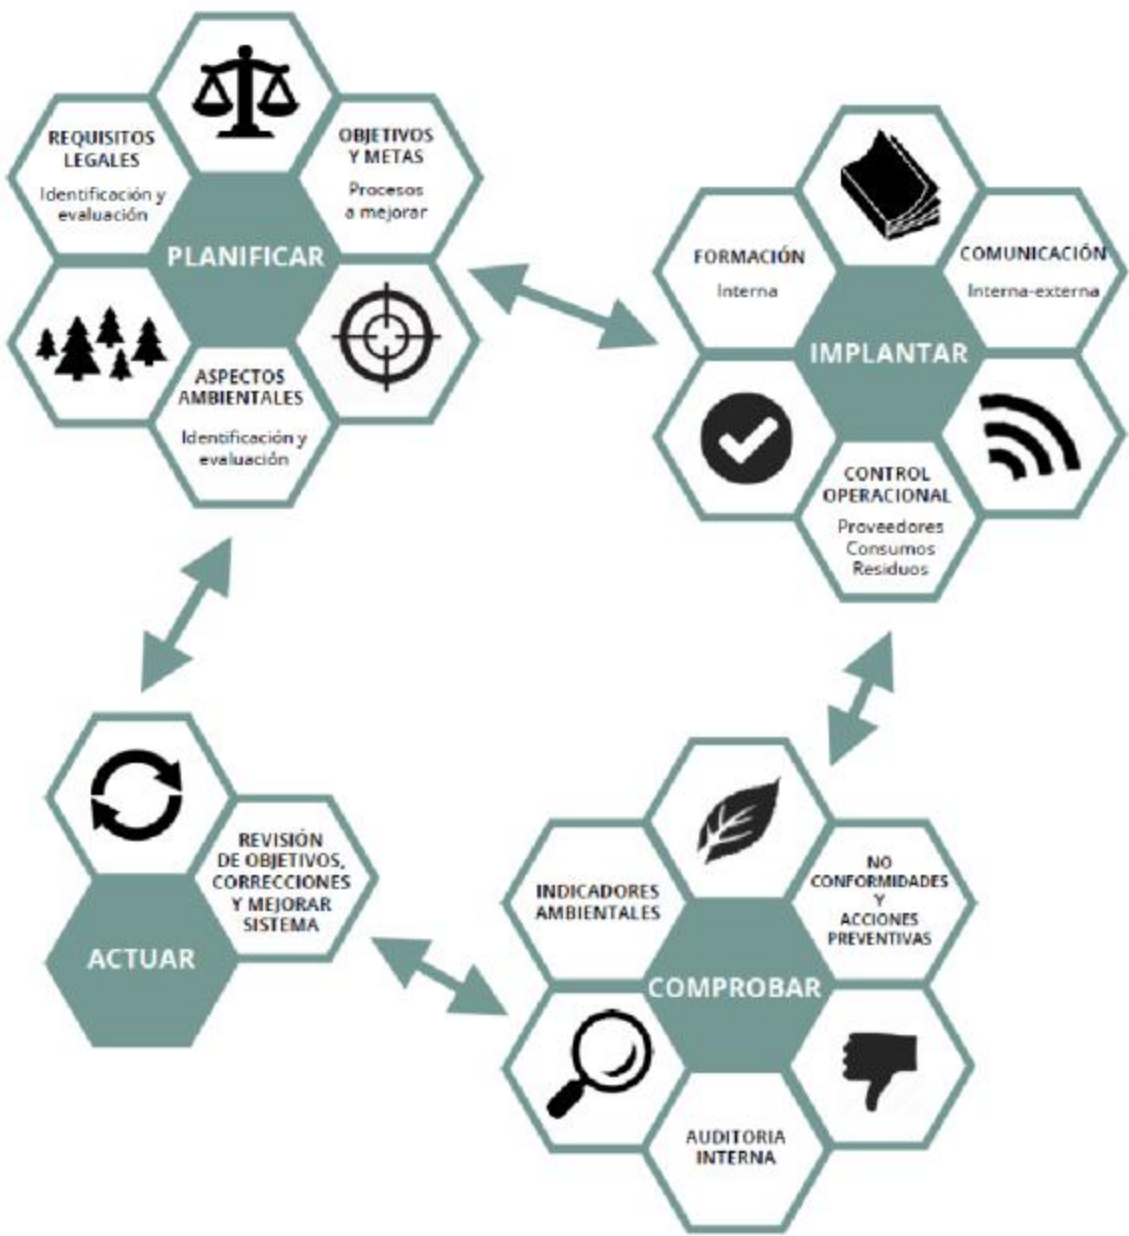 REQUISITOS
LEGALES
Identificación y
evaluación
OBJETIVOS
Y METAS
Procesos
a mejorar
PLANIFICAR
ASPECTOS
AMBIENTALES
Identificación y
evaluación
FORMACIÓN
Interna
COMUNICACIÓN
Interna-externa
IMPLANTAR
CONTROL
OPERACIONAL
Proveedores
Consumos
Residuos
REVISIÓN
DE OBJETIVOS,
CORRECCIONES
Y MEJORAR
SISTEMA
ACTUAR
INDICADORES
AMBIENTALES
NO
CONFORMIDADES
Y
ACCIONES
PREVENTIVAS
COMPROBAR
AUDITORIA
INTERNA